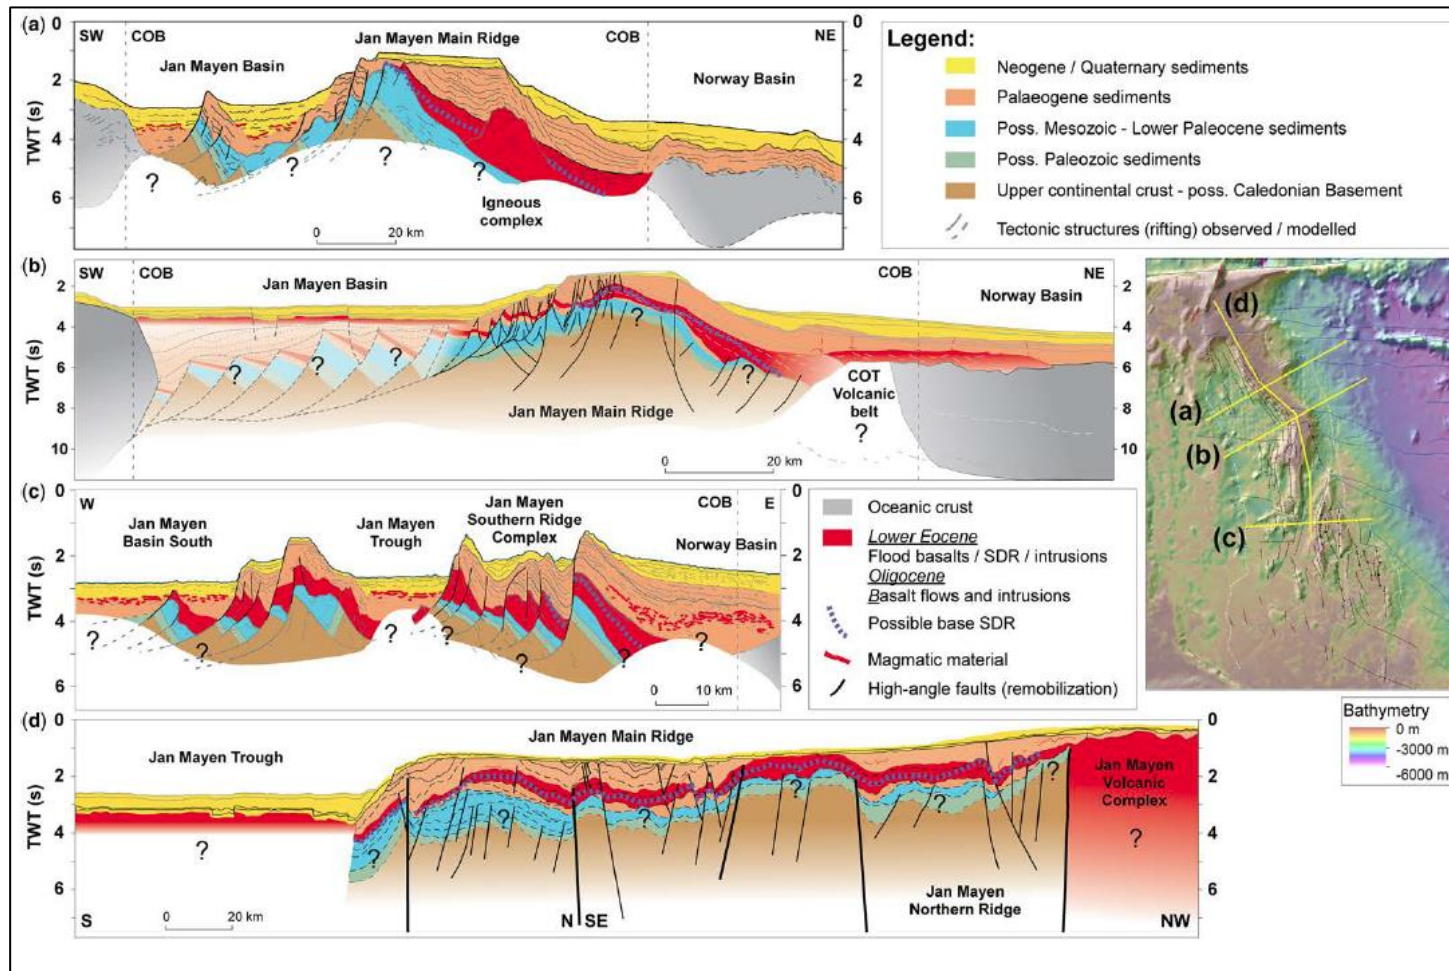 (a)
SW
COB
Jan Mayen Main Ridge
COB
NE
Jan Mayen Basin
Norway Basin
TWT (s)
0
2
4
6
0
2
4
6
?
?
?
?
?
Igneous
complex
0 20 km
Legend:
Neogene / Quaternary sediments
Palaeogene sediments
Poss. Mesozoic - Lower Paleocene sediments
Poss. Paleozoic sediments
Upper continental crust - poss. Caledonian Basement
Tectonic structures (rifting) observed / modelled
(b)
SW
COB
Jan Mayen Basin
COB
NE
Norway Basin
TWT (s)
2
4
6
8
10
2
4
6
8
10
?
?
?
?
?
Jan Mayen Main Ridge
COT
Volcanic
belt
?
0 20 km
(d)
(a)
(b)
(c)
(c)
W
Jan Mayen
Basin South
Jan Mayen
Trough
Jan Mayen
Southern Ridge
Complex
COB
E
Norway Basin
TWT (s)
0
2
4
6
0
2
4
6
?
?
?
?
?
?
0 10 km
Oceanic crust
Lower Eocene
Flood basalts / SDR / intrusions
Oligocene
Basalt flows and intrusions
Possible base SDR
Magmatic material
High-angle faults (remobilization)
Bathymetry
0 m
-3000 m
-6000 m
(d)
Jan Mayen Trough
Jan Mayen Main Ridge
TWT (s)
0
2
4
6
0
2
4
6
?
?
?
?
?
?
?
Jan Mayen
Volcanic
Complex
?
Jan Mayen
Northern Ridge
0 20 km
S
N
SE
NW